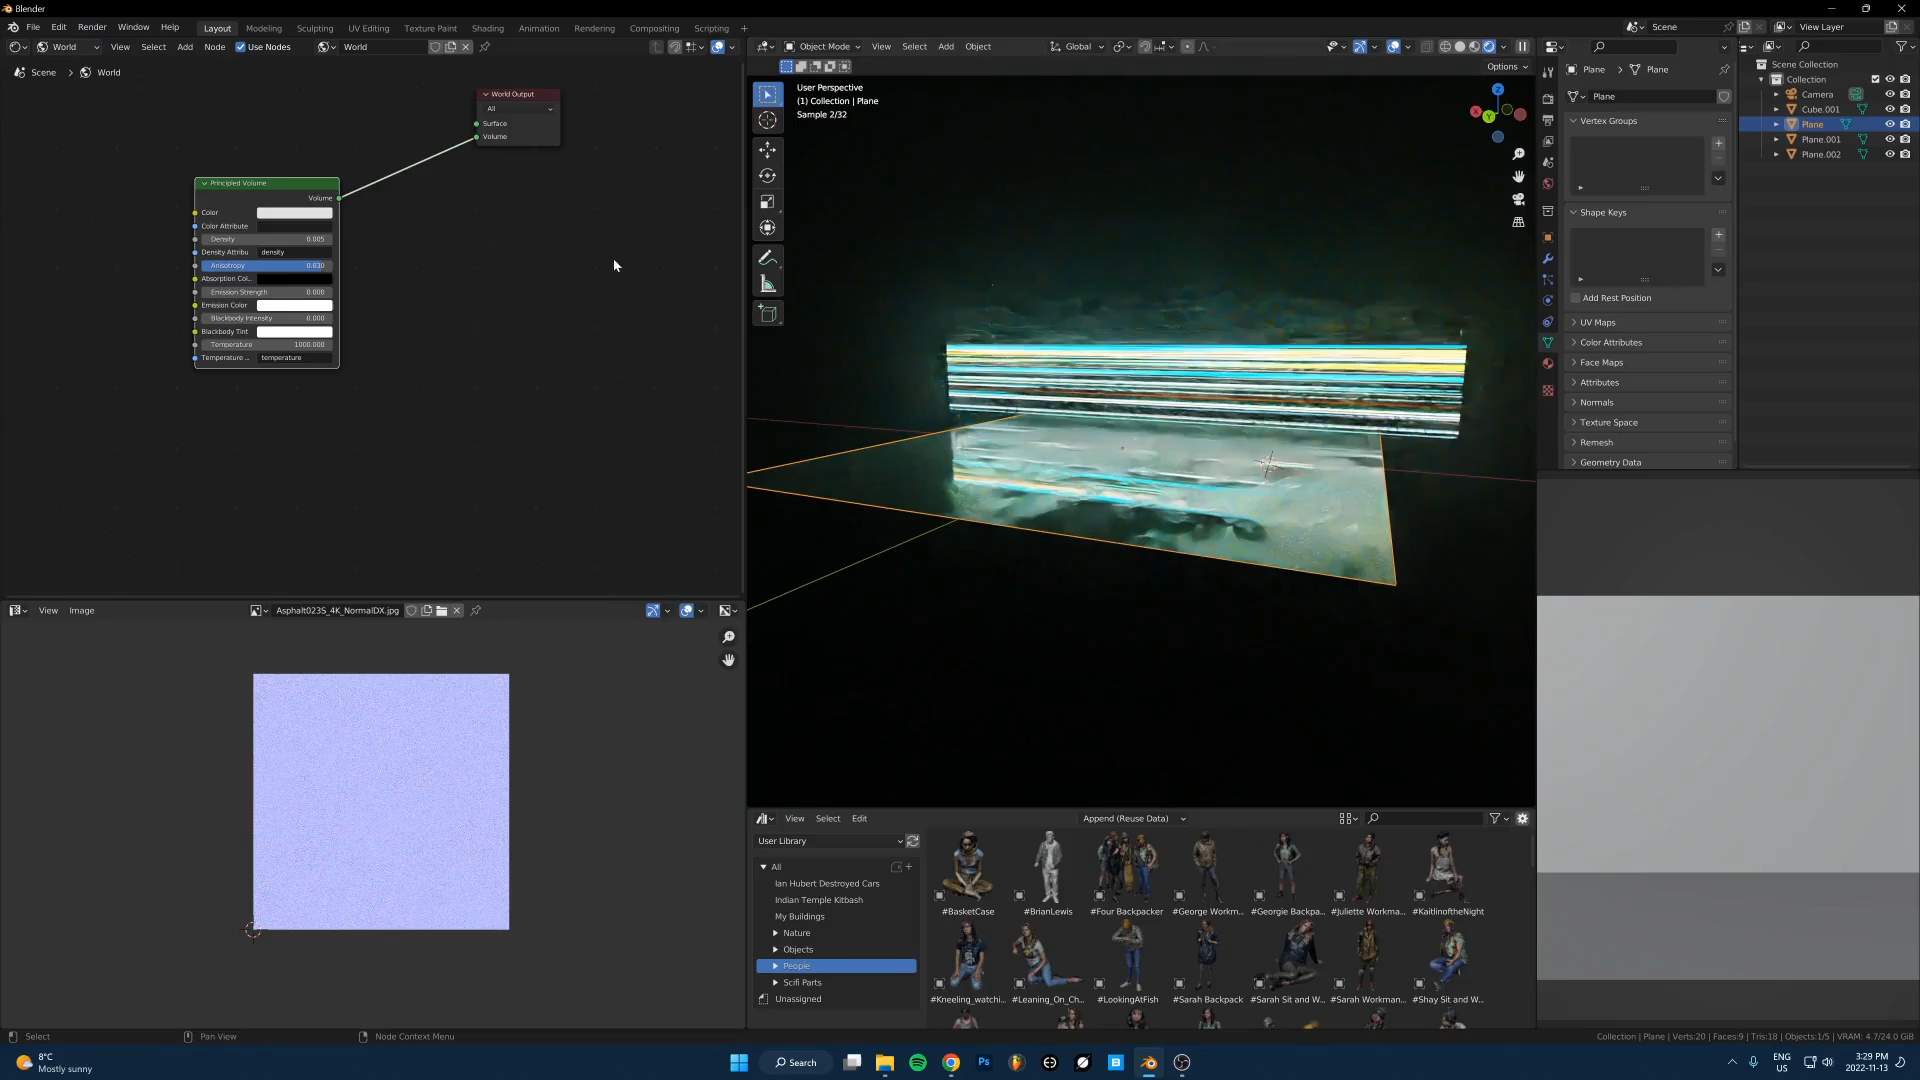 Blender
File Edit Render Window Help Layout Modeling Sculpting UV Editing Texture Paint Shading Animation Rendering Compositing Scripting Scene View Layer
World View Select Add Node Use Nodes World
Object Mode View Select Add Object Global
Options
Scene World
User Perspective
(1) Collection | Plane
Sample 2/32
World Output
All
Surface
Volume
Principled Volume
Volume
Color
Color Attribute
Density 0.005
Density Attribu density
Anisotropy 0.830
Absorption Col...
Emission Strength 0.000
Emission Color
Blackbody Intensity 0.000
Blackbody Tint
Temperature 1000.000
Temperature ... temperature
Z
X
Y
Plane Plane
Plane
Vertex Groups
Shape Keys
Add Rest Position
UV Maps
Color Attributes
Face Maps
Attributes
Normals
Texture Space
Remesh
Geometry Data
Scene Collection
Collection
Camera
Cube.001
Plane
Plane.001
Plane.002
View Image Asphalt023S_4K_NormalDX.jpg
View Select Edit Append (Reuse Data)
User Library
All
Ian Hubert Destroyed Cars
Indian Temple Kitbash
My Buildings
Nature
Objects
People
Scifi Parts
Unassigned
#BasketCase #BrianLewis #Four Backpacker #George Workm... #Georgie Backpa... #Juliette Workma... #KaitlinoftheNight
#Kneeling_watchi... #Leaning_On_Ch... #LookingAtFish #Sarah Backpack #Sarah Sit and W... #Sarah Workman... #Shay Sit and W...
Select Pan View Node Context Menu
Collection | Plane | Verts:20 | Faces:9 | Tris:18 | Objects:1/5 | VRAM: 4.7/24.0 GiB
8°C
Mostly sunny
Search
Ps
ENG
US
3:29 PM
2022-11-13